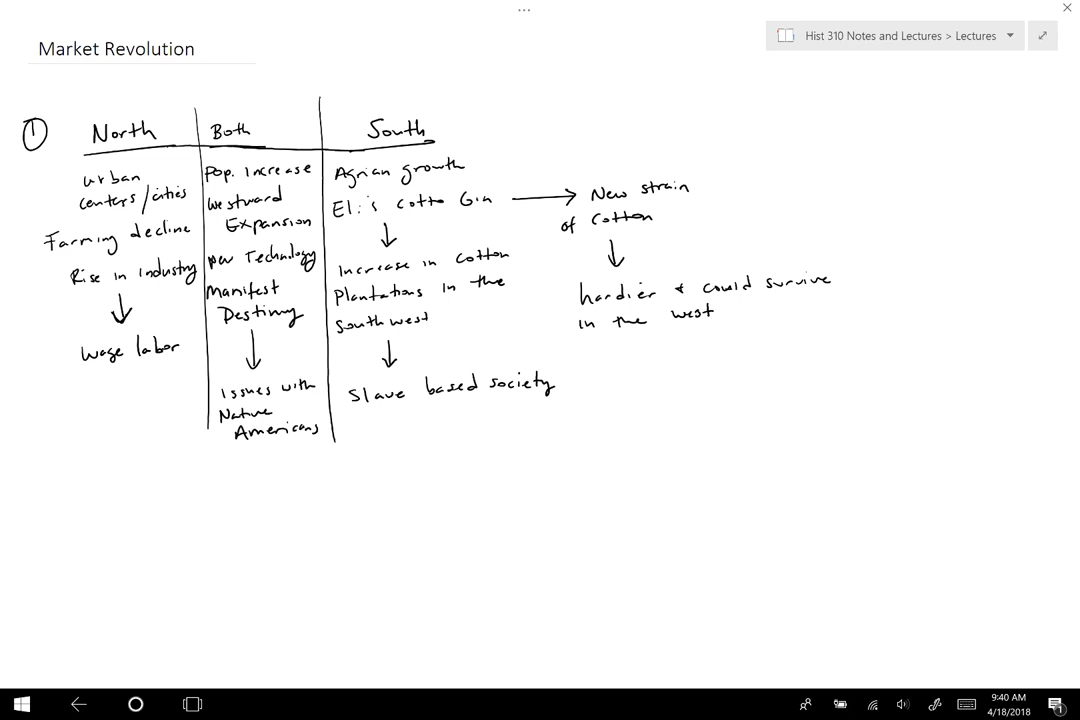 Market Revolution
Hist 310 Notes and Lectures > Lectures
1
North
urban
centers/cities
Farming decline
Rise in industry
wage labor
Both
Pop. increase
westward
Expansion
new Technology
Manifest
Destiny
Issues with
Native
Americans
South
Agrian growth
Eli's Cotto Gin
Increase in cotton
Plantations in the
Southwest
Slave based society
New strain
of cotton
hardier + could survive
in the west
9:40 AM
4/18/2018
1